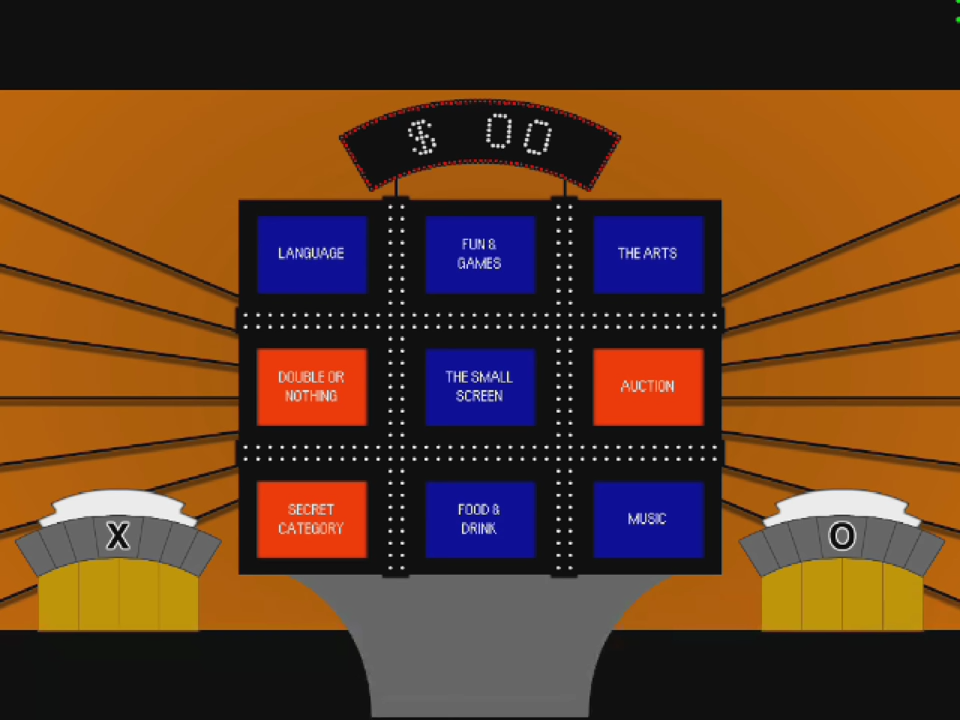 $ 00
LANGUAGE
FUN &
GAMES
THE ARTS
DOUBLE OR
NOTHING
THE SMALL
SCREEN
AUCTION
SECRET
CATEGORY
FOOD &
DRINK
MUSIC
X
O